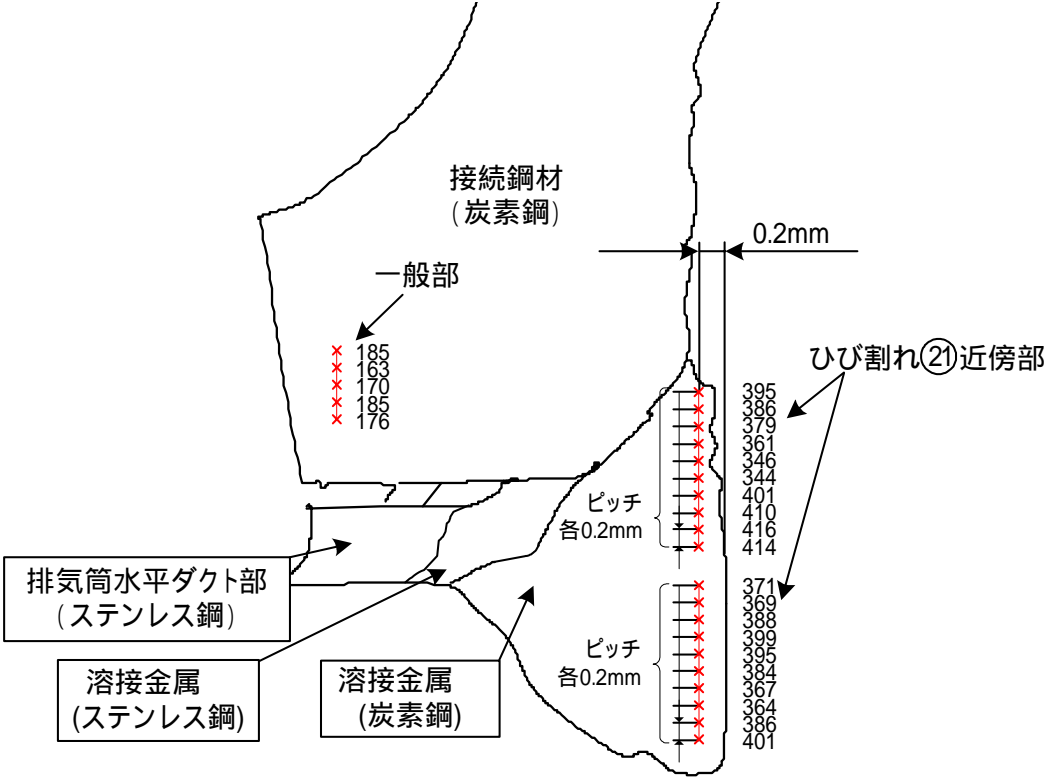 接続鋼材
(炭素鋼)
0.2mm
一般部
185
163
170
185
176
ひび割れ㉑近傍部
395
386
379
361
346
344
401
410
416
414
ピッチ
各0.2mm
371
369
388
399
395
384
367
364
386
401
ピッチ
各0.2mm
排気筒水平ダクト部
(ステンレス鋼)
溶接金属
(ステンレス鋼)
溶接金属
(炭素鋼)